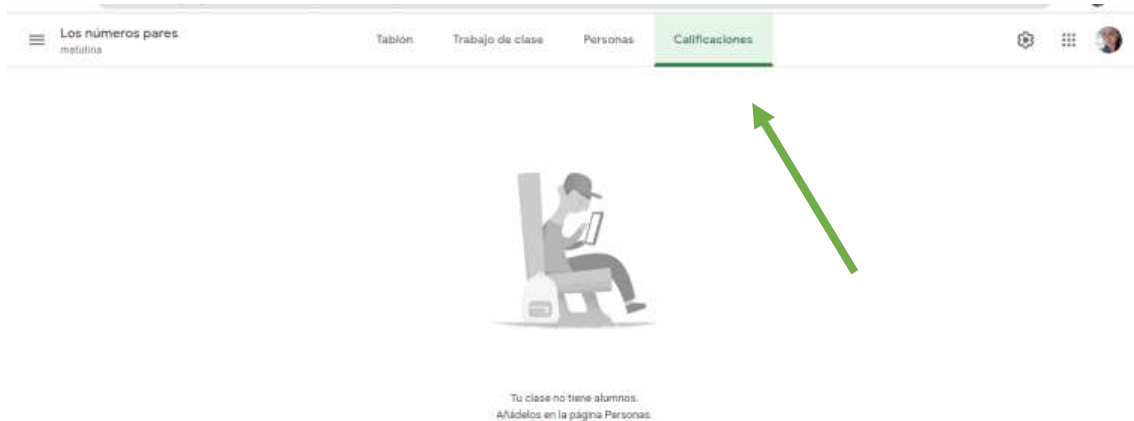 Los números pares
matutina
Tablón
Trabajo de clase
Personas
Calificaciones
Tu clase no tiene alumnos.
Añádelos en la página Personas.